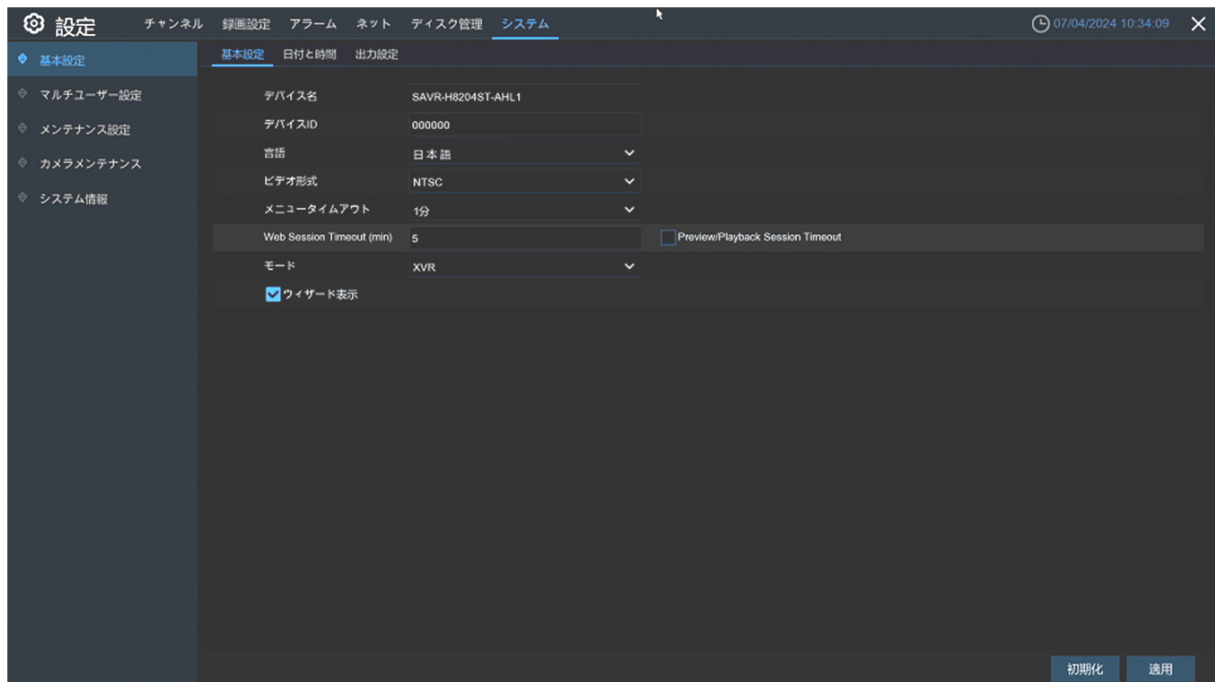 設定 チャンネル 録画設定 アラーム ネット ディスク管理 システム 07/04/2024 10:34:09
基本設定 日付と時間 出力設定
基本設定
マルチユーザー設定
メンテナンス設定
カメラメンテナンス
システム情報
デバイス名 SAVR-H8204ST-AHL1
デバイスID 000000
言語 日本語
ビデオ形式 NTSC
メニュータイムアウト 1分
Web Session Timeout (min) 5 Preview/Playback Session Timeout
モード XVR
ウィザード表示
初期化 適用